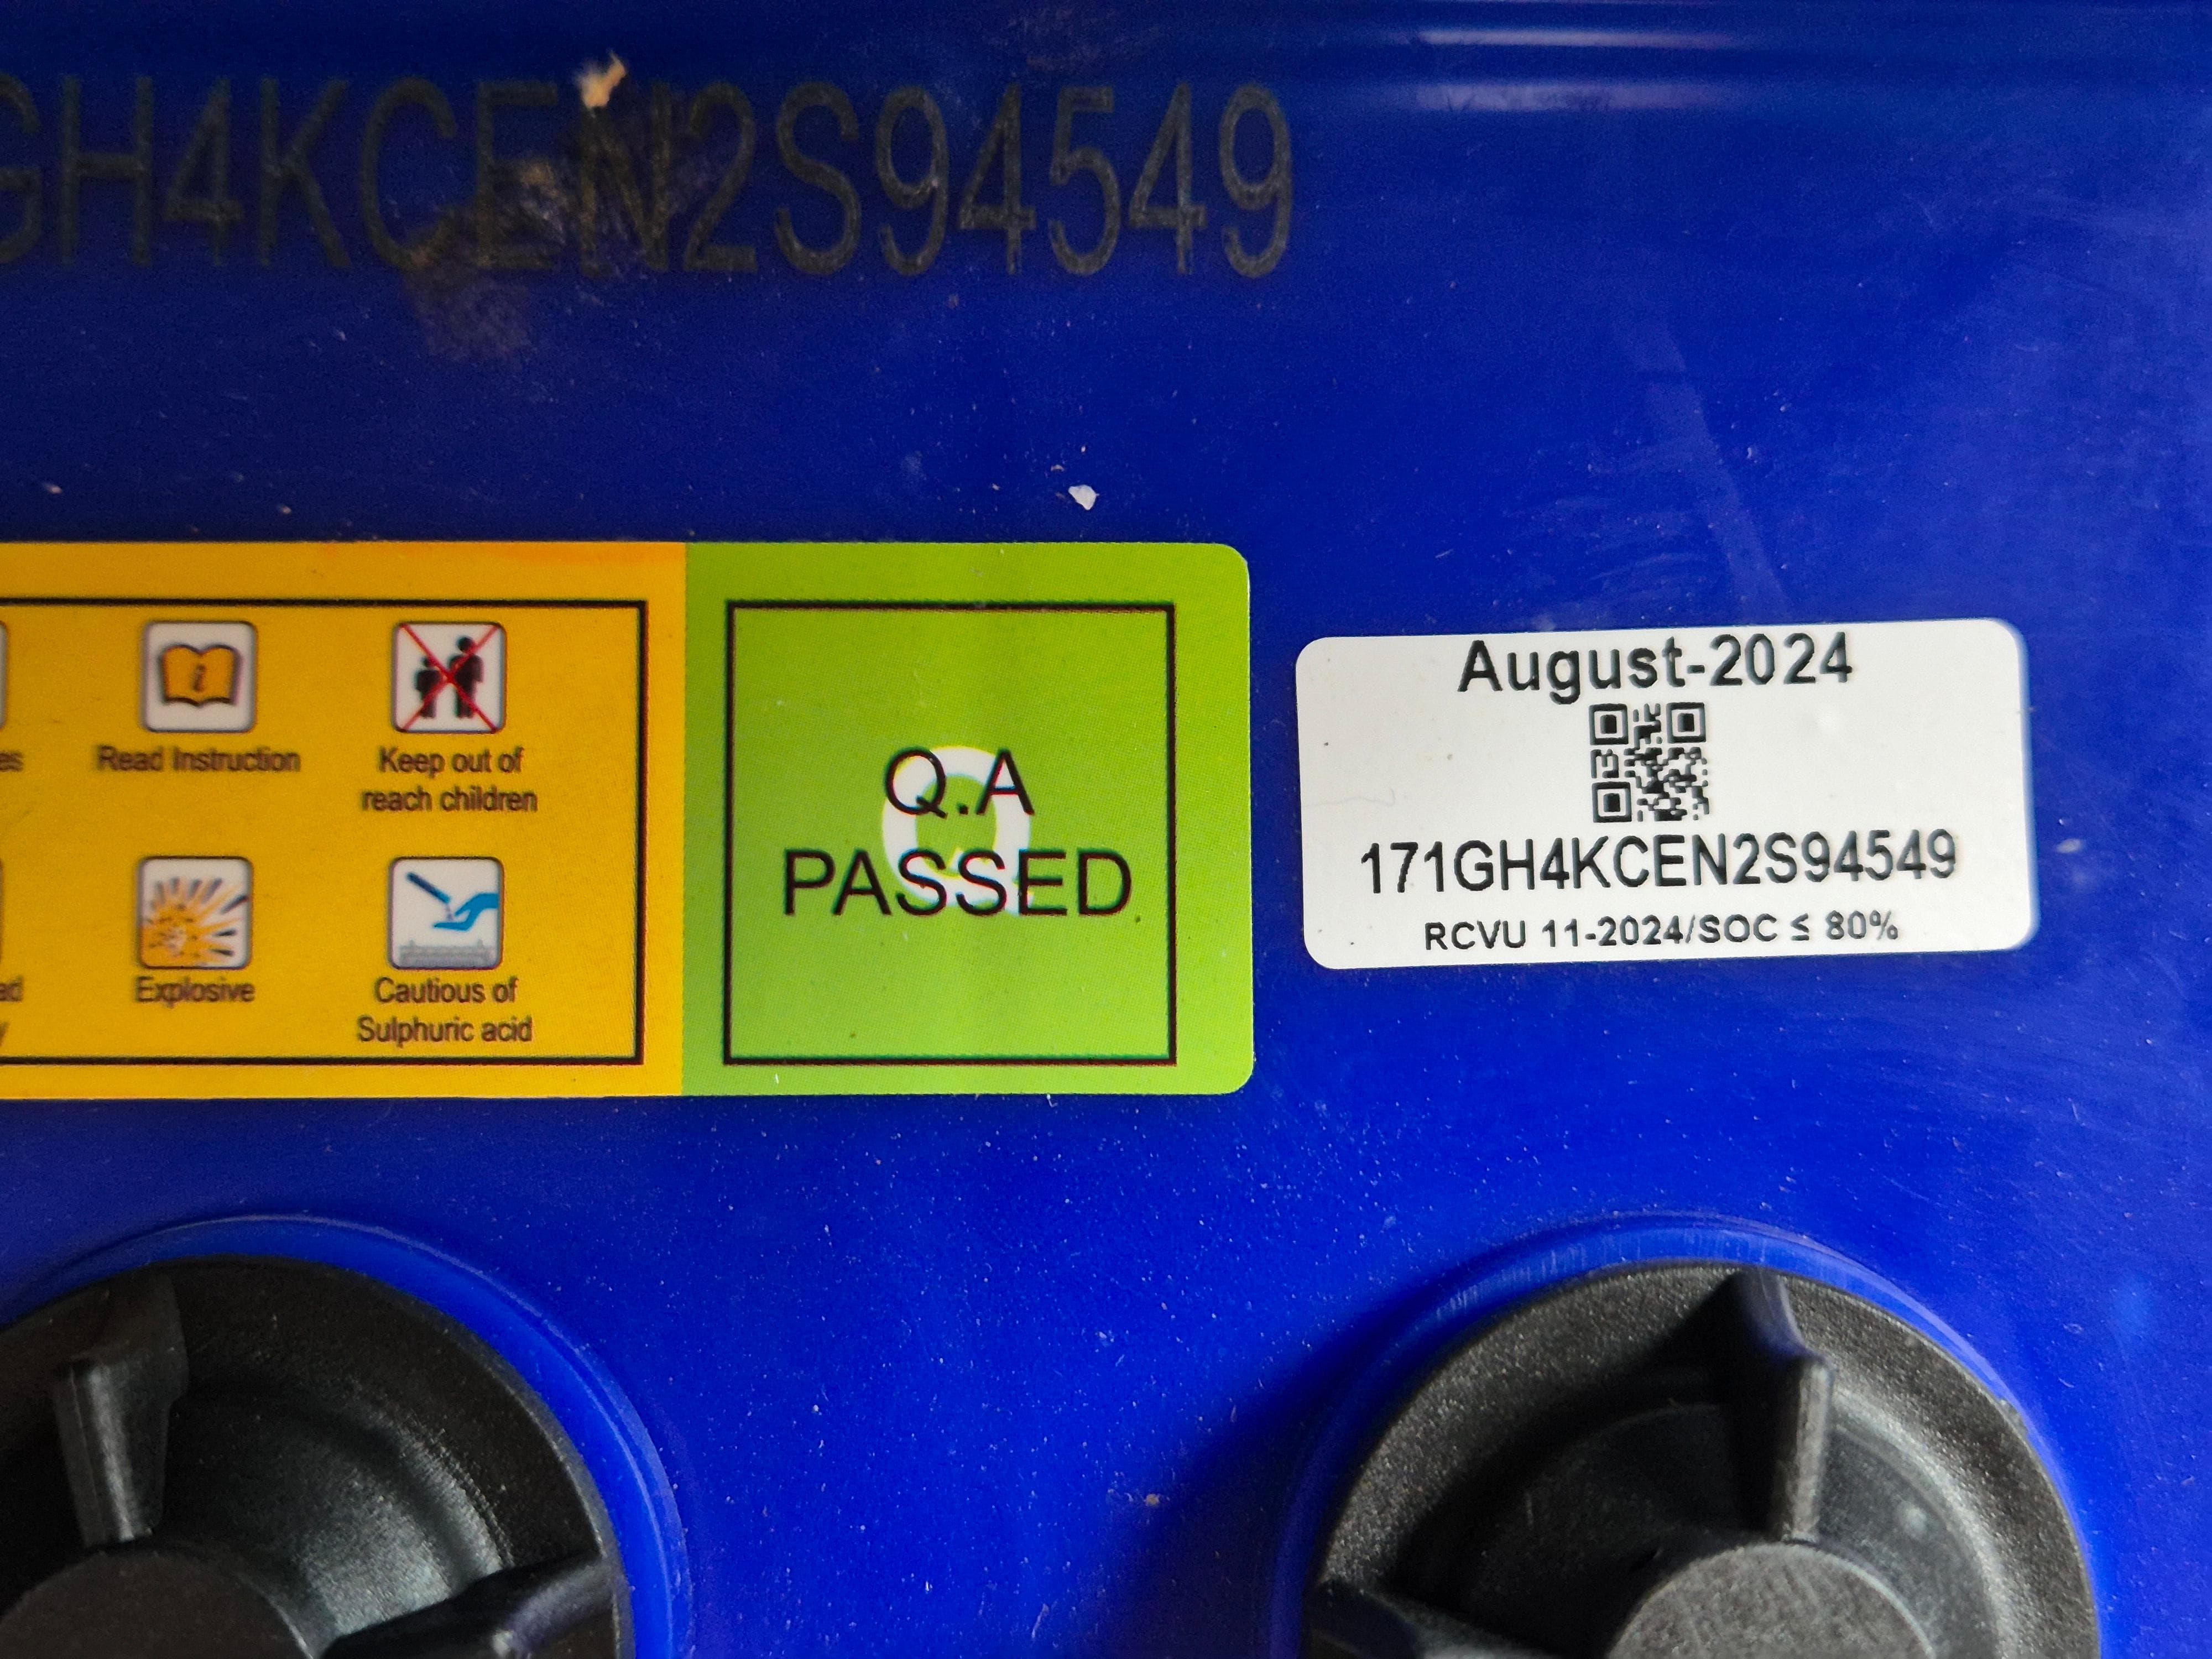 GH4KCEN2S94549
Read Instruction
Keep out of
reach children
Explosive
Cautious of
Sulphuric acid
Q.A
PASSED
August-2024
171GH4KCEN2S94549
RCVU 11-2024/SOC ≤ 80%